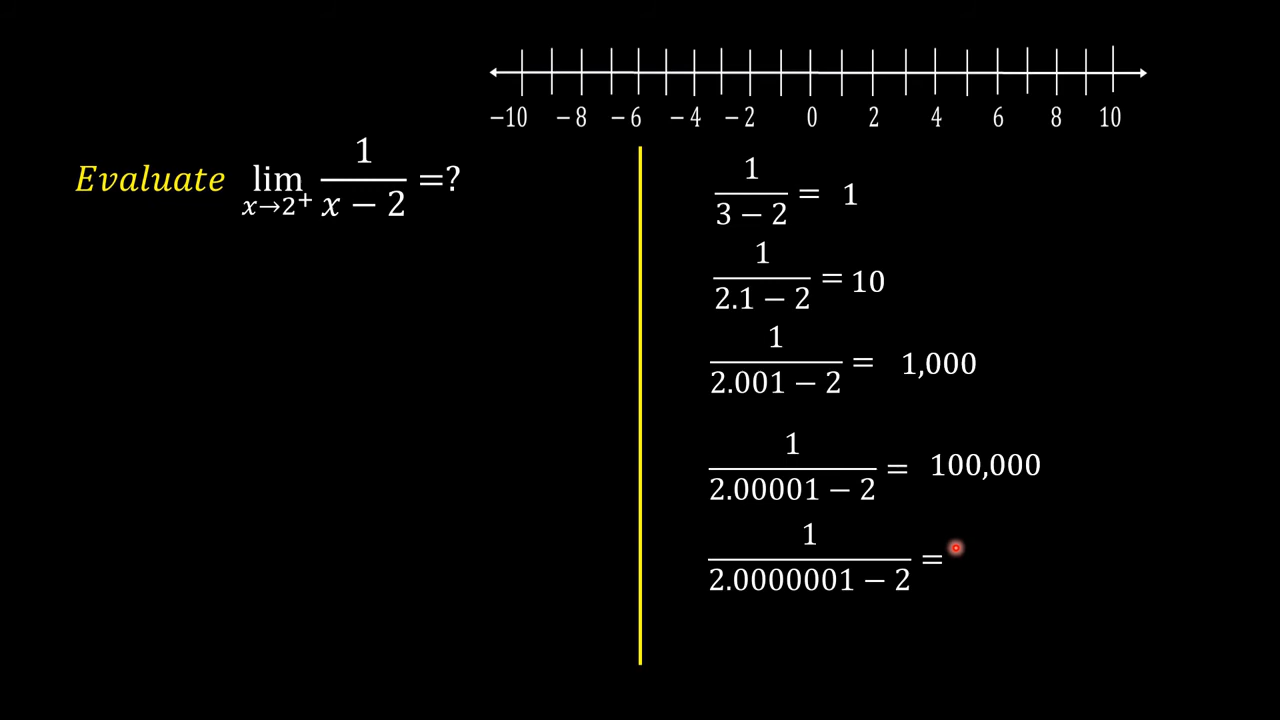 −10 −8 −6 −4 −2 0 2 4 6 8 10
Evaluate lim x→2⁺ 1/(x − 2) =?
1/(3 − 2) = 1
1/(2.1 − 2) = 10
1/(2.001 − 2) = 1,000
1/(2.00001 − 2) = 100,000
1/(2.0000001 − 2) =